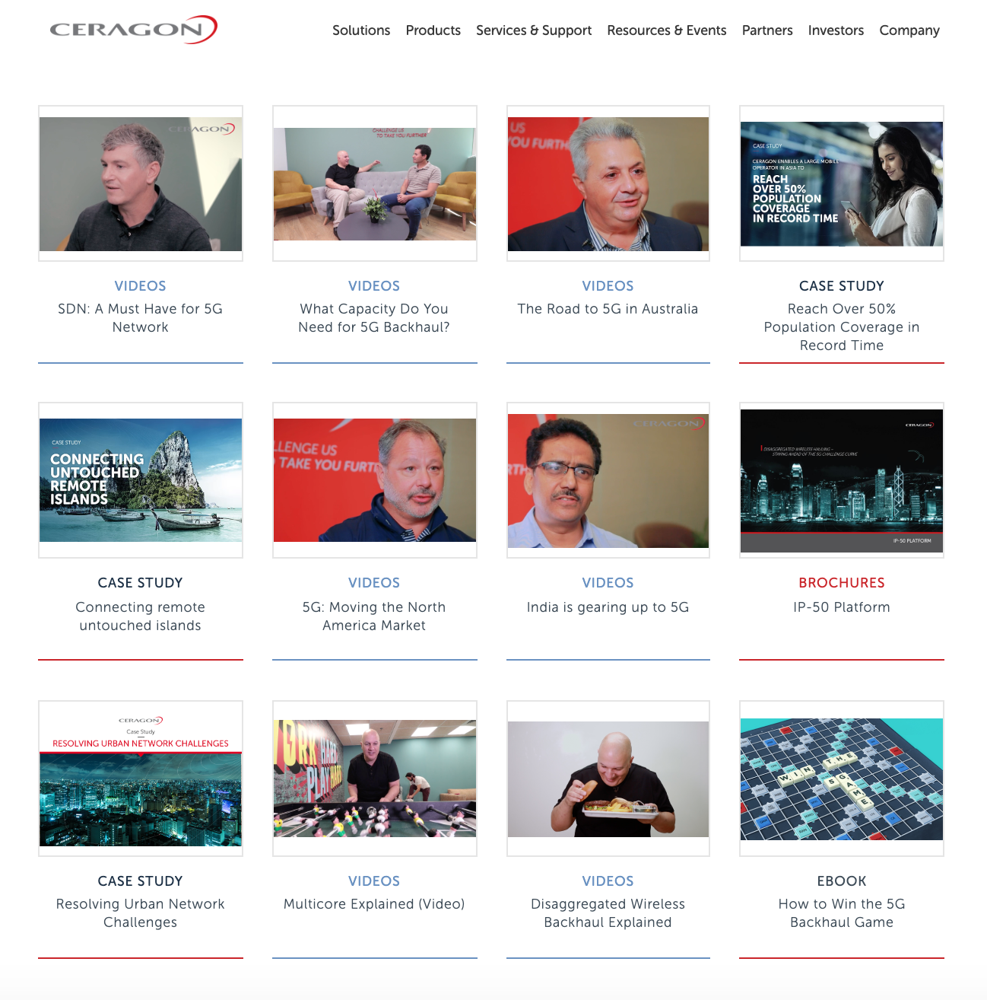 CERAGON
Solutions Products Services & Support Resources & Events Partners Investors Company
CERAGON
CHALLENGE US
TO TAKE YOU FURTHER
US
YOU FURTH
CASE STUDY
CERAGON ENABLES A LARGE MOBILE
OPERATOR IN ASIA TO
REACH
OVER 50%
POPULATION
COVERAGE
IN RECORD TIME
VIDEOS
SDN: A Must Have for 5G
Network
VIDEOS
What Capacity Do You
Need for 5G Backhaul?
VIDEOS
The Road to 5G in Australia
CASE STUDY
Reach Over 50%
Population Coverage in
Record Time
CASE STUDY
CONNECTING
UNTOUCHED
REMOTE
ISLANDS
LLENGE US
TAKE YOU FURT
CERAGON
RTH
CERAGON
DISAGGREGATED WIRELESS HAULING –
STAYING AHEAD OF THE 5G CHALLENGE CURVE
IP-50 PLATFORM
CASE STUDY
Connecting remote
untouched islands
VIDEOS
5G: Moving the North
America Market
VIDEOS
India is gearing up to 5G
BROCHURES
IP-50 Platform
CERAGON
Case Study
RESOLVING URBAN NETWORK CHALLENGES
ORK HARD
PLAY HARD
WIN THE
5G
GAME
CASE STUDY
Resolving Urban Network
Challenges
VIDEOS
Multicore Explained (Video)
VIDEOS
Disaggregated Wireless
Backhaul Explained
EBOOK
How to Win the 5G
Backhaul Game